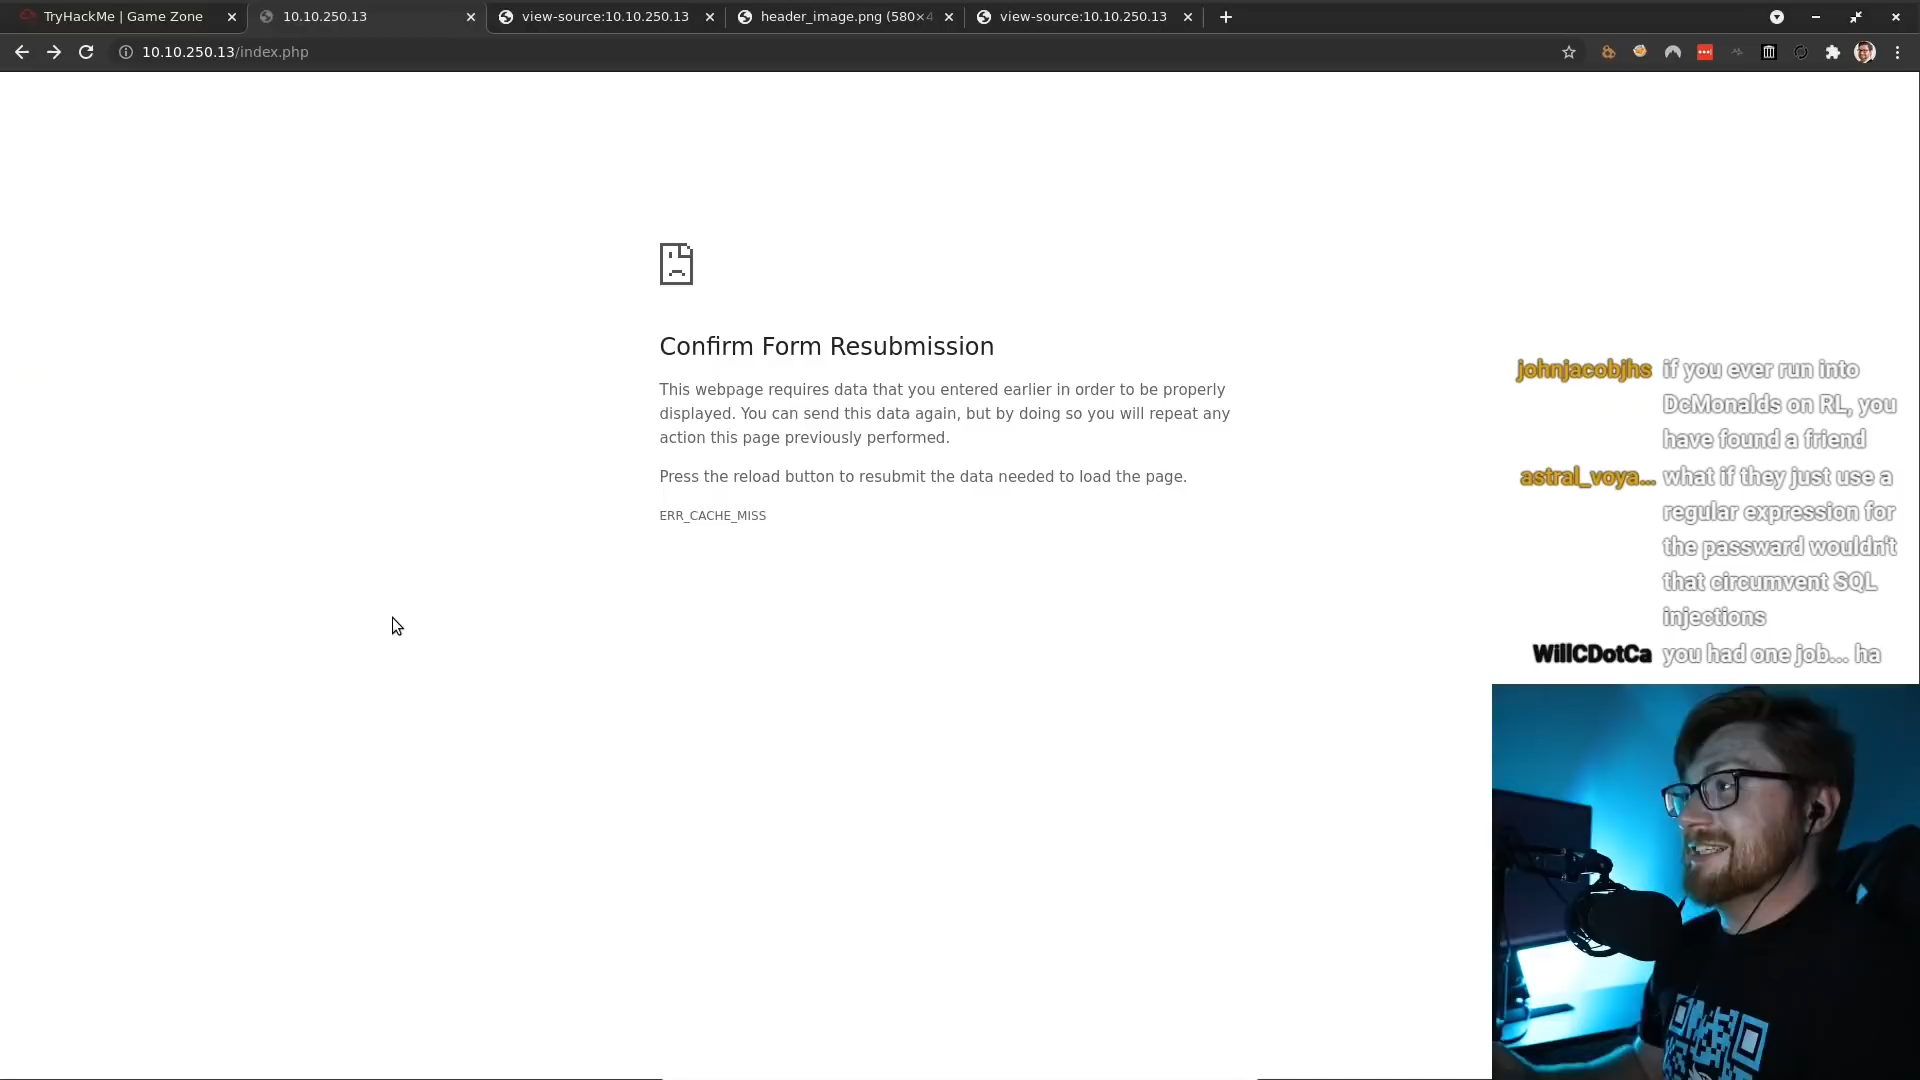 TryHackMe | Game Zone
10.10.250.13
view-source:10.10.250.13
header_image.png (580×4
view-source:10.10.250.13
10.10.250.13/index.php
Confirm Form Resubmission
This webpage requires data that you entered earlier in order to be properly
displayed. You can send this data again, but by doing so you will repeat any
action this page previously performed.
Press the reload button to resubmit the data needed to load the page.
ERR_CACHE_MISS
johnjacobjhs if you ever run into
DcMonalds on RL, you
have found a friend
astral_voya... what if they just use a
regular expression for
the passward wouldn't
that circumvent SQL
injections
WillCDotCa you had one job... ha